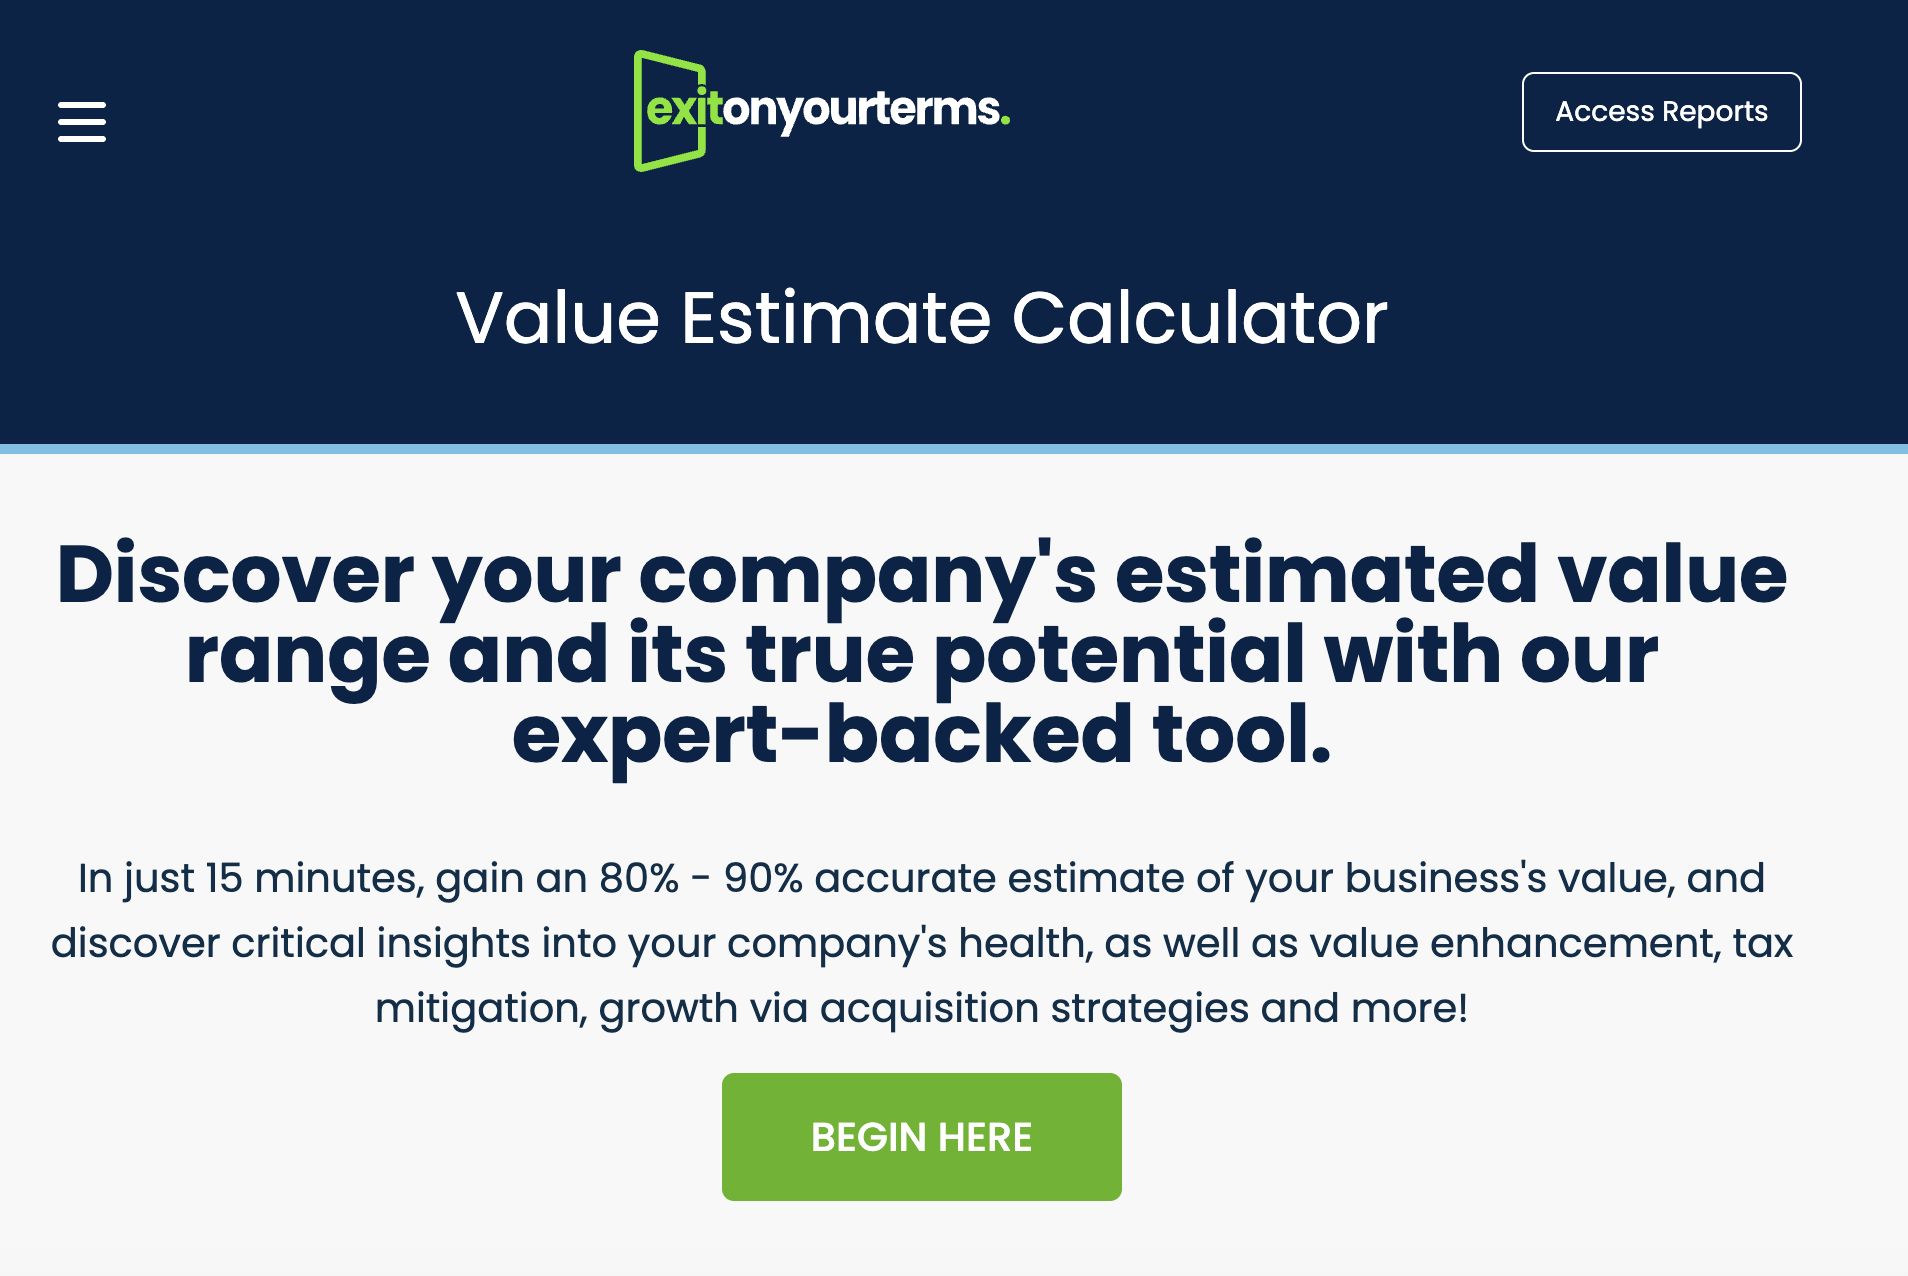 exitonyourterms.
Access Reports
Value Estimate Calculator
Discover your company's estimated value
range and its true potential with our
expert-backed tool.
In just 15 minutes, gain an 80% - 90% accurate estimate of your business's value, and
discover critical insights into your company's health, as well as value enhancement, tax
mitigation, growth via acquisition strategies and more!
BEGIN HERE